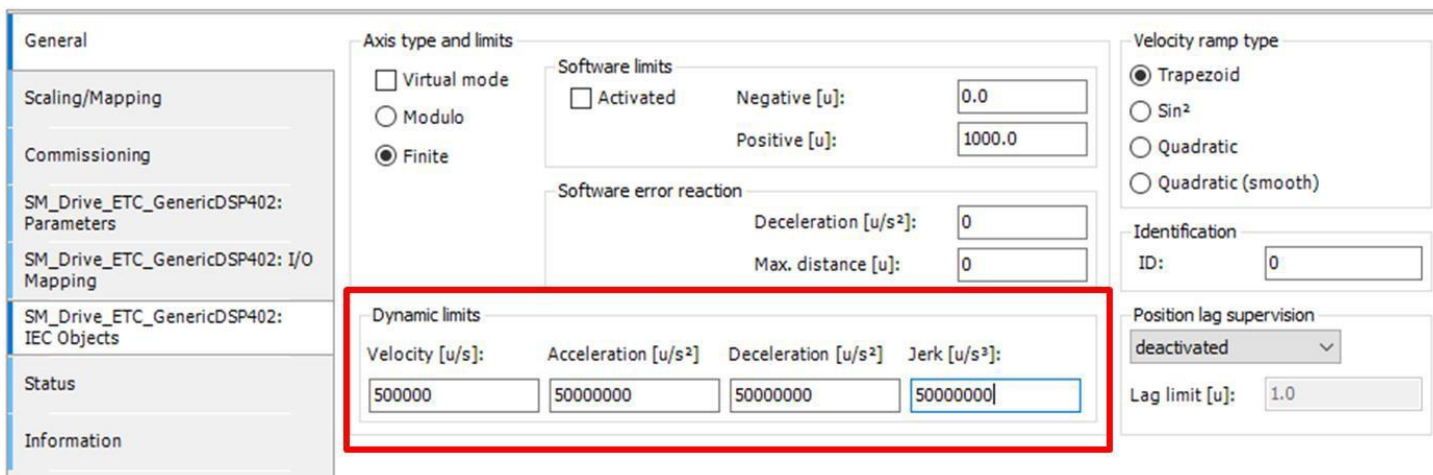 General
Scaling/Mapping
Commissioning
SM_Drive_ETC_GenericDSP402:
Parameters
SM_Drive_ETC_GenericDSP402: I/O
Mapping
SM_Drive_ETC_GenericDSP402:
IEC Objects
Status
Information
Axis type and limits
Virtual mode
Modulo
Finite
Software limits
Activated
Negative [u]: 0.0
Positive [u]: 1000.0
Software error reaction
Deceleration [u/s²]: 0
Max. distance [u]: 0
Dynamic limits
Velocity [u/s]: Acceleration [u/s²] Deceleration [u/s²] Jerk [u/s³]:
500000 50000000 50000000 50000000
Velocity ramp type
Trapezoid
Sin²
Quadratic
Quadratic (smooth)
Identification
ID: 0
Position lag supervision
deactivated
Lag limit [u]: 1.0